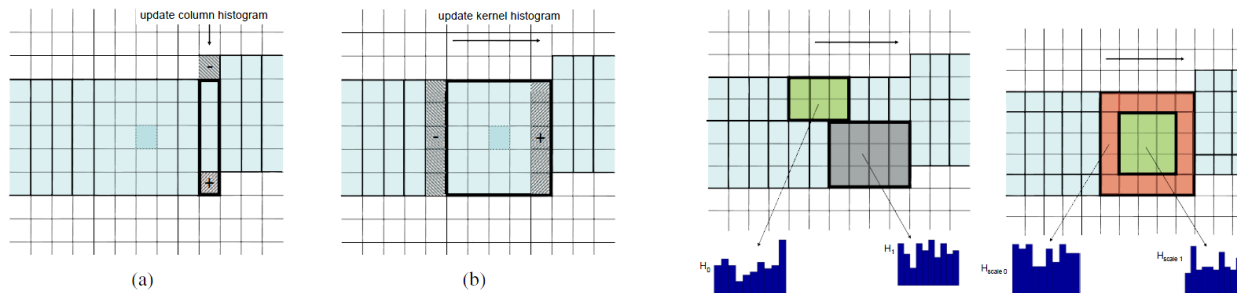 update column histogram
-
+
(a)
update kernel histogram
-
+
(b)
H0
H1
Hscale 0
Hscale 1